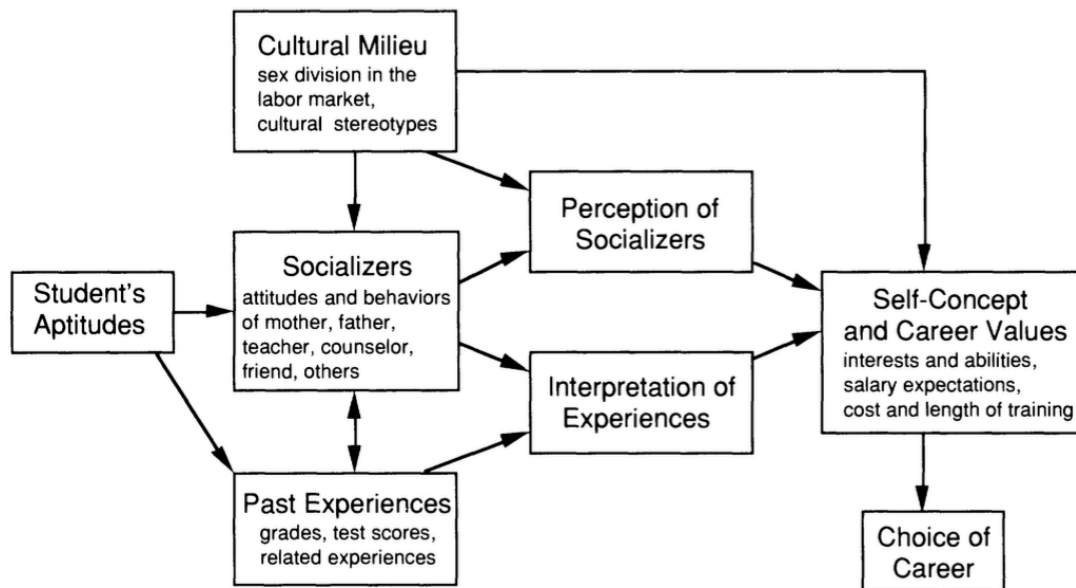 Cultural Milieu
sex division in the
labor market,
cultural stereotypes
Perception of
Socializers
Socializers
attitudes and behaviors
of mother, father,
teacher, counselor,
friend, others
Student's
Aptitudes
Self-Concept
and Career Values
interests and abilities,
salary expectations,
cost and length of training
Interpretation of
Experiences
Past Experiences
grades, test scores,
related experiences
Choice of
Career